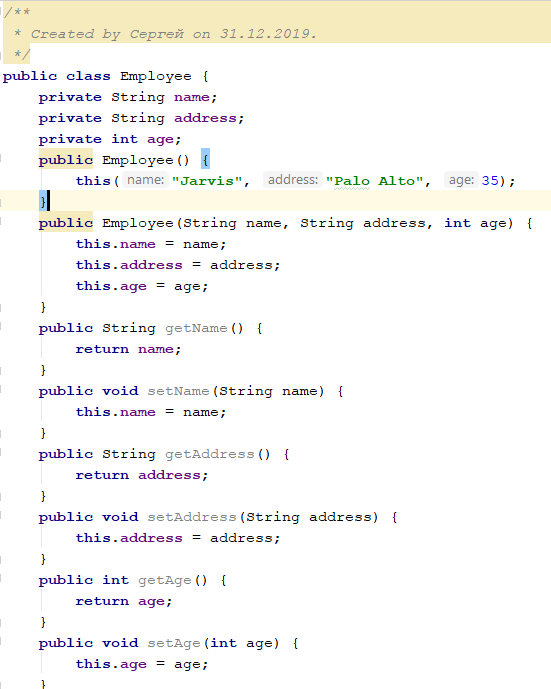 /**
 * Created by Сергей on 31.12.2019.
 */
public class Employee {
    private String name;
    private String address;
    private int age;
    public Employee() {
        this( name: "Jarvis", address: "Palo Alto", age: 35);
    }
    public Employee(String name, String address, int age) {
        this.name = name;
        this.address = address;
        this.age = age;
    }
    public String getName() {
        return name;
    }
    public void setName(String name) {
        this.name = name;
    }
    public String getAddress() {
        return address;
    }
    public void setAddress(String address) {
        this.address = address;
    }
    public int getAge() {
        return age;
    }
    public void setAge(int age) {
        this.age = age;
    }